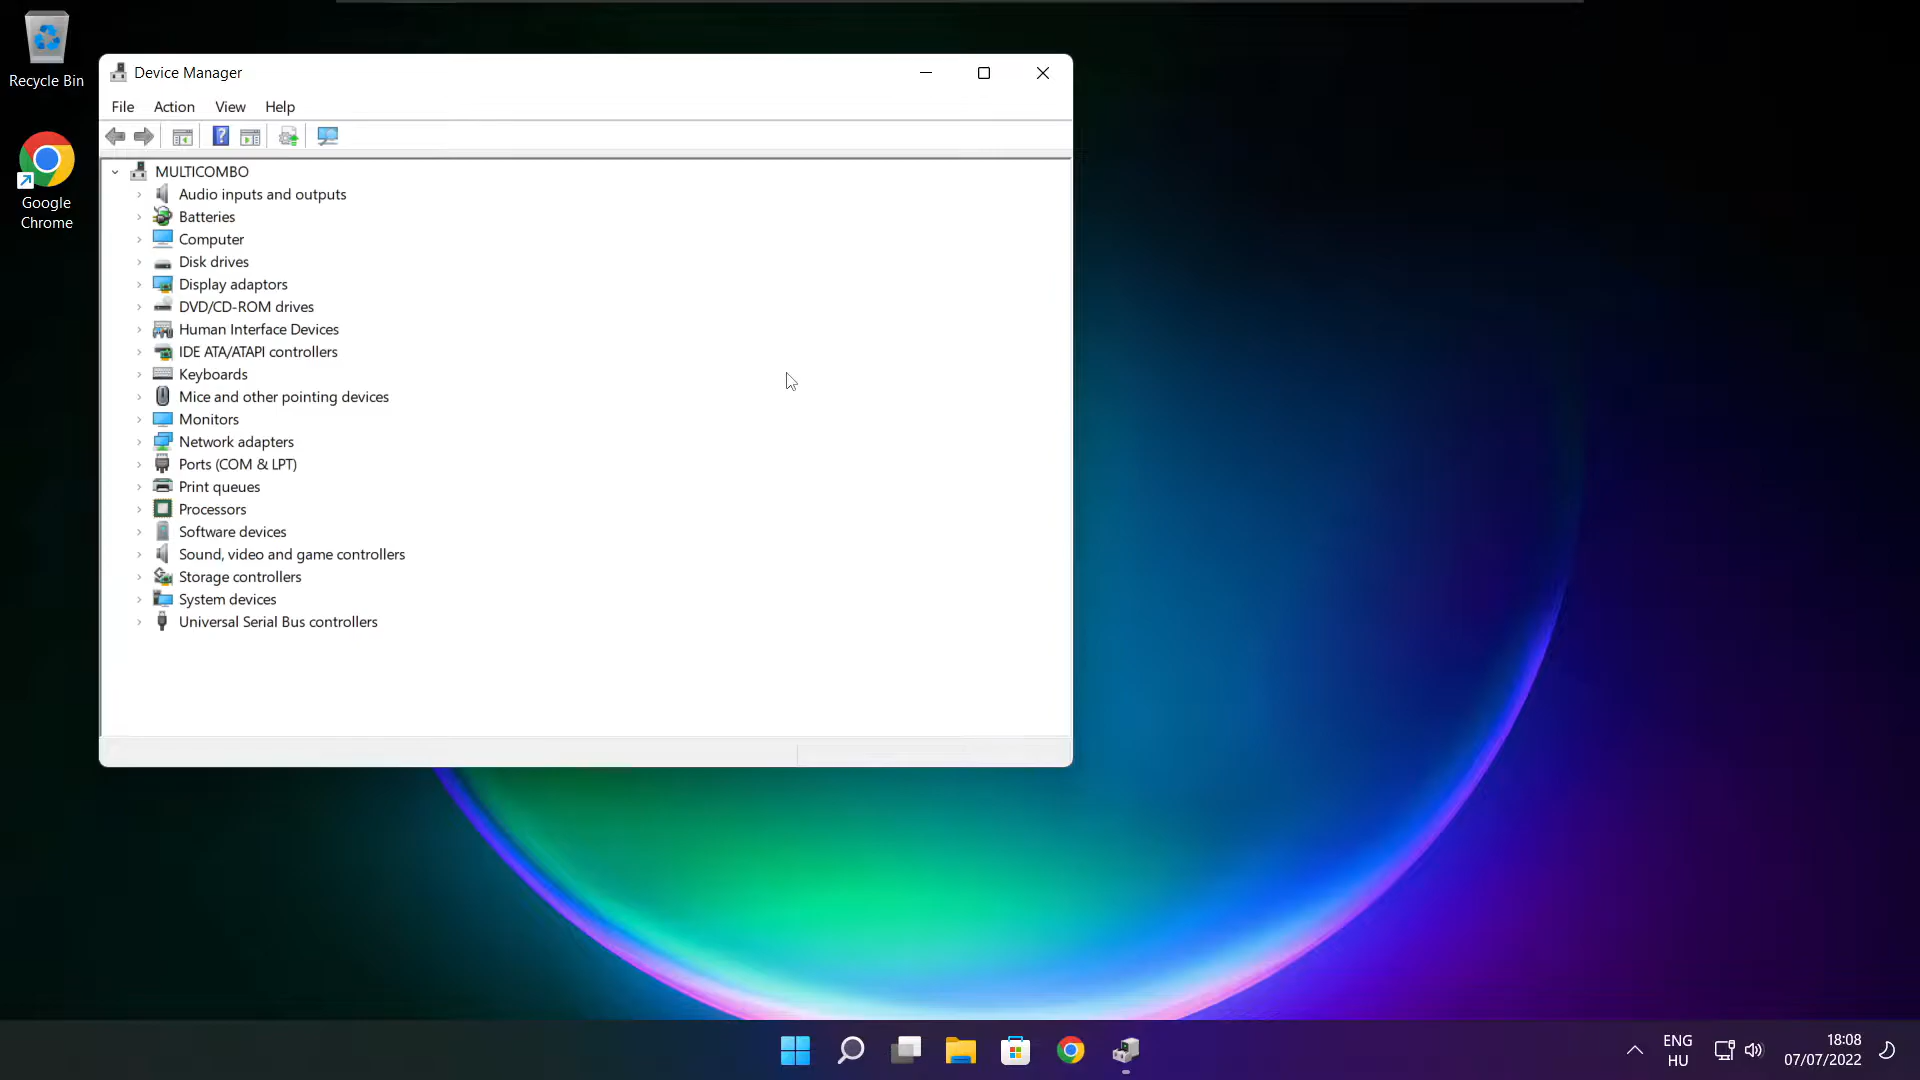 Recycle Bin
Google
Chrome
Device Manager
File Action View Help
?
MULTICOMBO
Audio inputs and outputs
Batteries
Computer
Disk drives
Display adaptors
DVD/CD-ROM drives
Human Interface Devices
IDE ATA/ATAPI controllers
Keyboards
Mice and other pointing devices
Monitors
Network adapters
Ports (COM & LPT)
Print queues
Processors
Software devices
Sound, video and game controllers
Storage controllers
System devices
Universal Serial Bus controllers
ENG
HU
18:08
07/07/2022